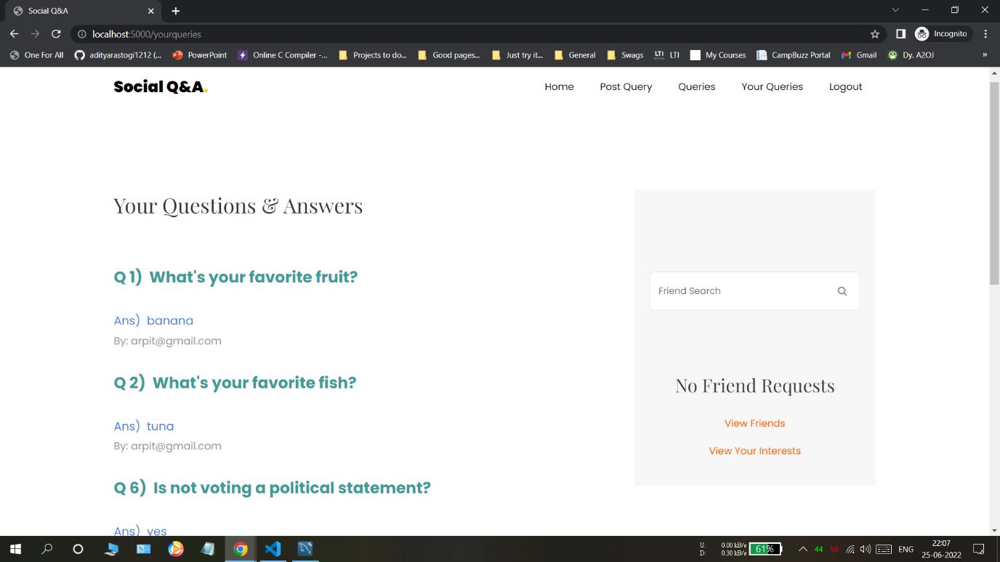 Social Q&A
localhost:5000/yourqueries
Incognito
One For All
adityarastogi1212 (...
PowerPoint
Online C Compiler -...
Projects to do...
Good pages...
Just try it...
General
Swags
LTI
LTI
My Courses
CampBuzz Portal
Gmail
Dy. A2OJ
»
Social Q&A.
Home
Post Query
Queries
Your Queries
Logout
Your Questions & Answers
Q 1) What's your favorite fruit?
Ans) banana
By: arpit@gmail.com
Q 2) What's your favorite fish?
Ans) tuna
By: arpit@gmail.com
Q 6) Is not voting a political statement?
Ans) yes
Friend Search
No Friend Requests
View Friends
View Your Interests
U: 0.00 kB/s
D: 0.30 kB/s
61%
44
50
ENG
22:07
25-06-2022